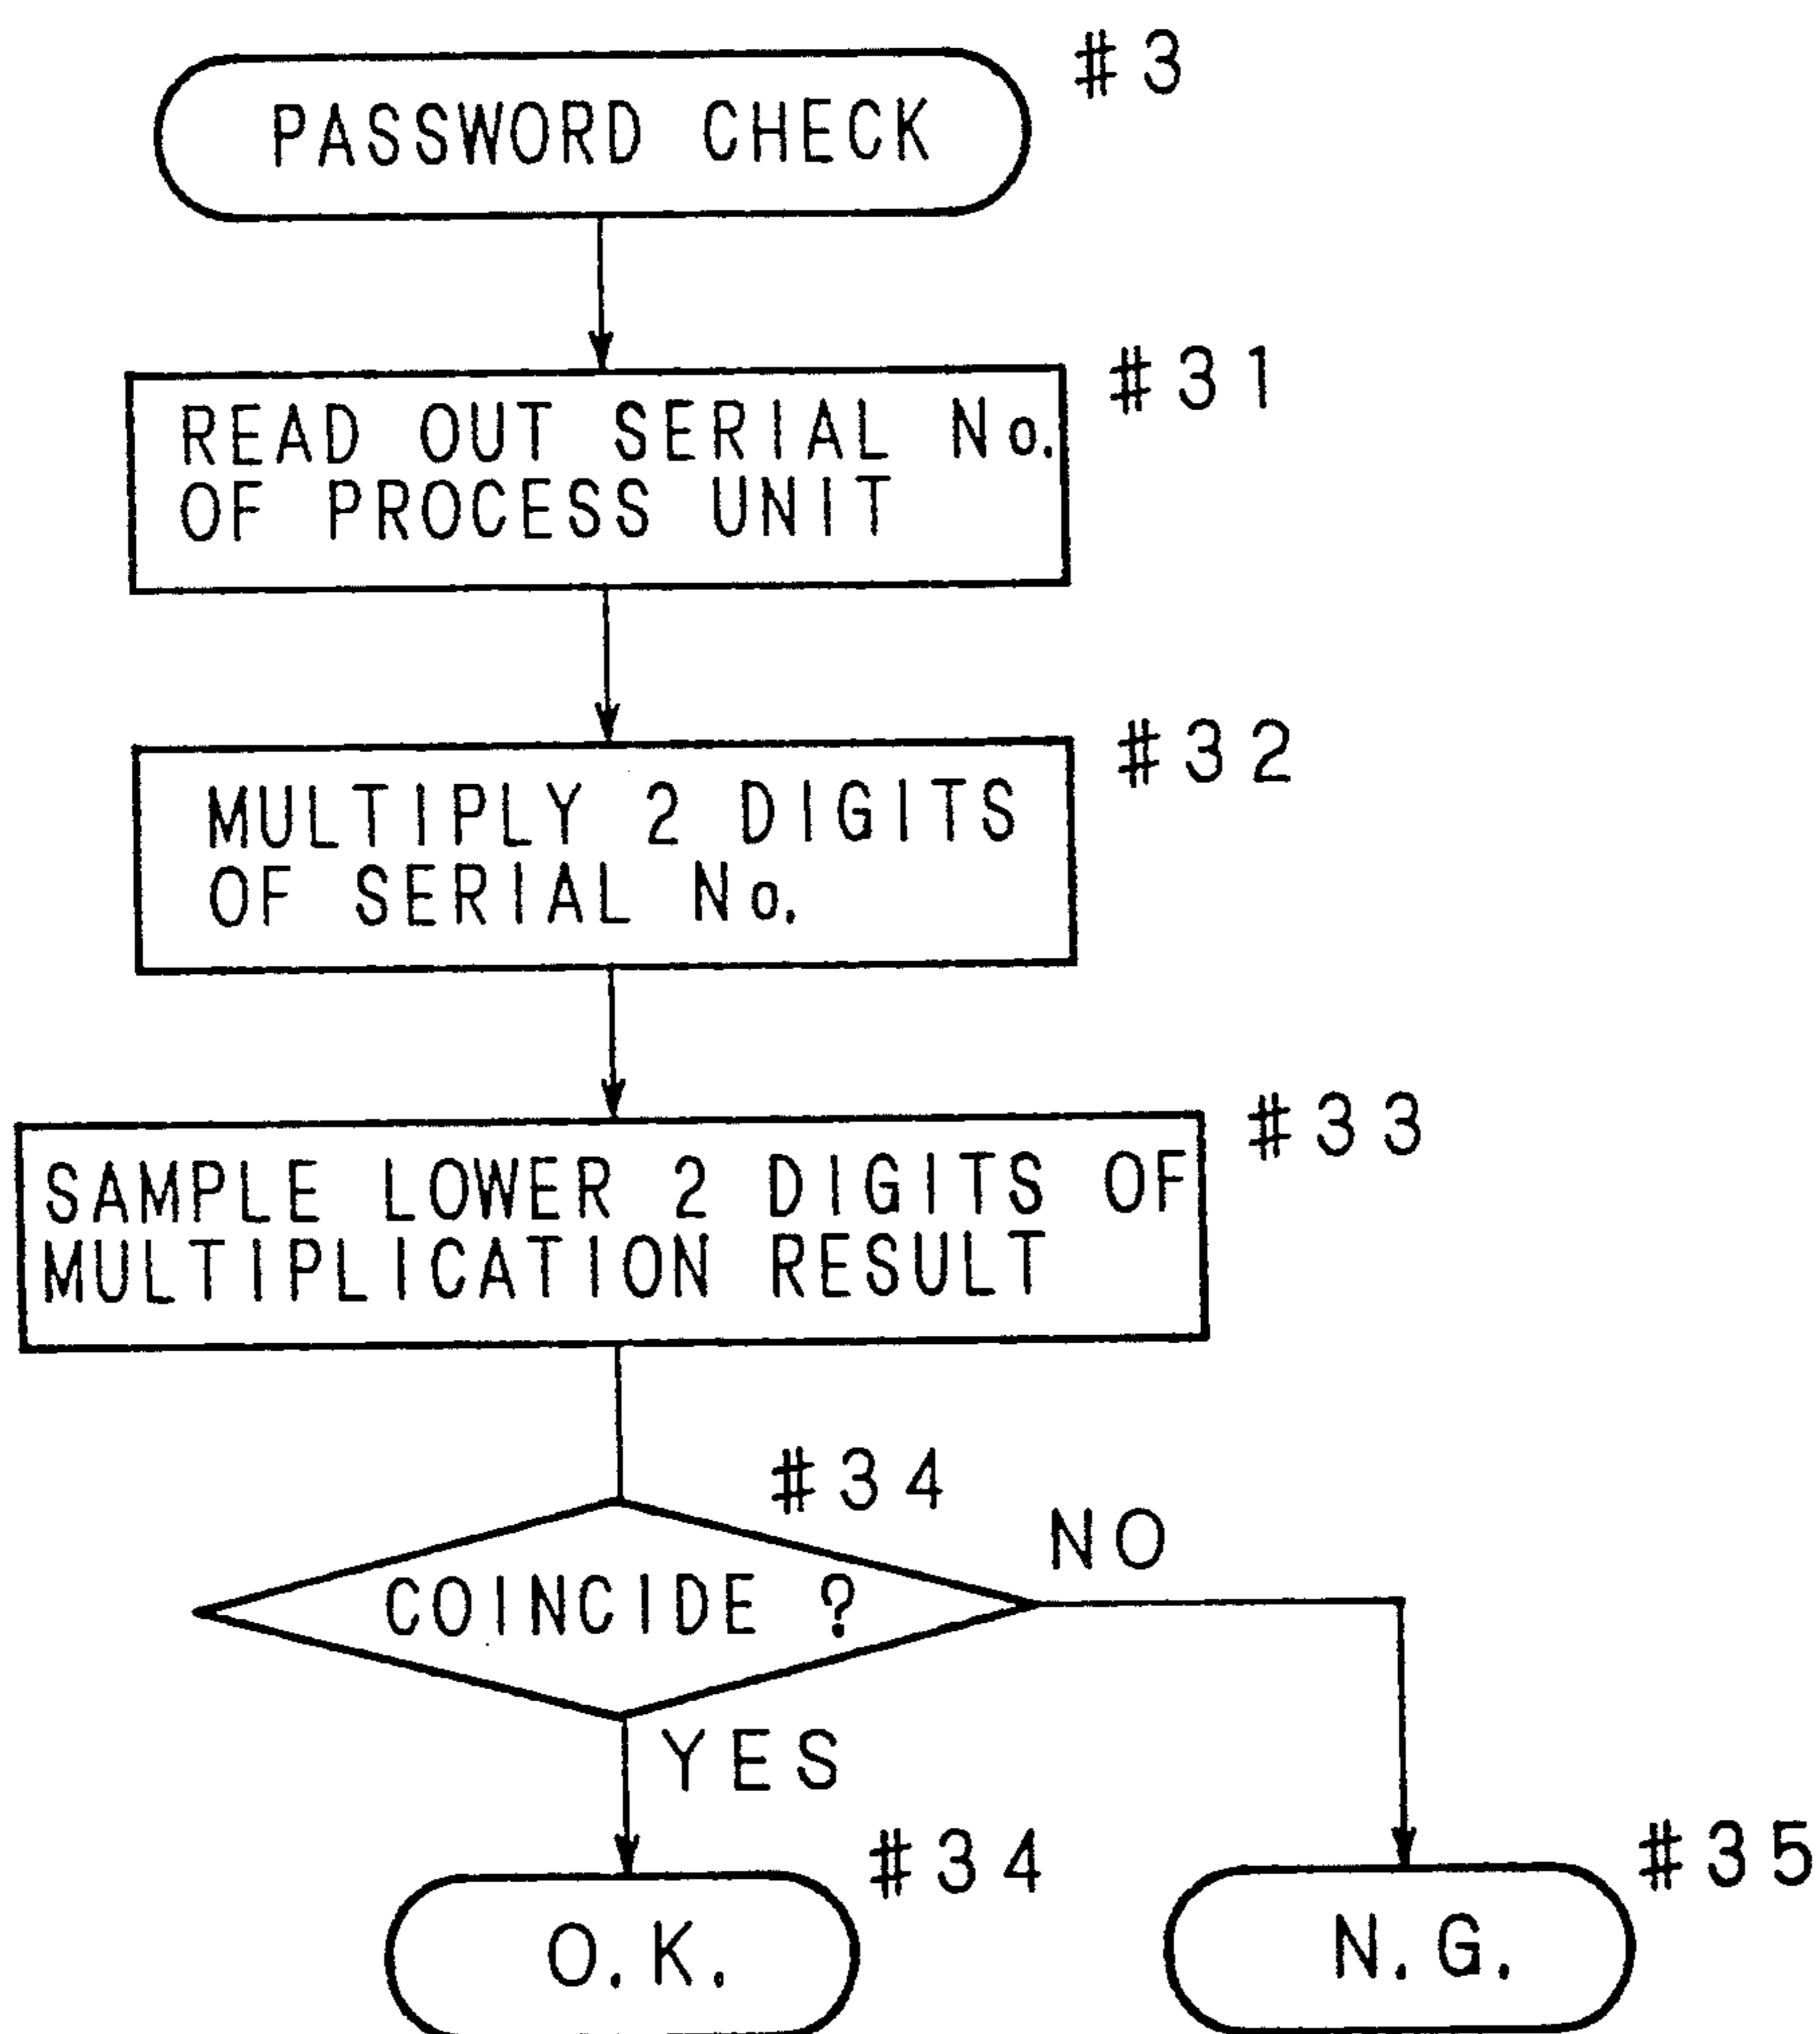 #3
PASSWORD CHECK
#31
READ OUT SERIAL No.
OF PROCESS UNIT
#32
MULTIPLY 2 DIGITS
OF SERIAL No.
#33
SAMPLE LOWER 2 DIGITS OF
MULTIPLICATION RESULT
#34
NO
COINCIDE ?
YES
#34
#35
O.K.
N.G.